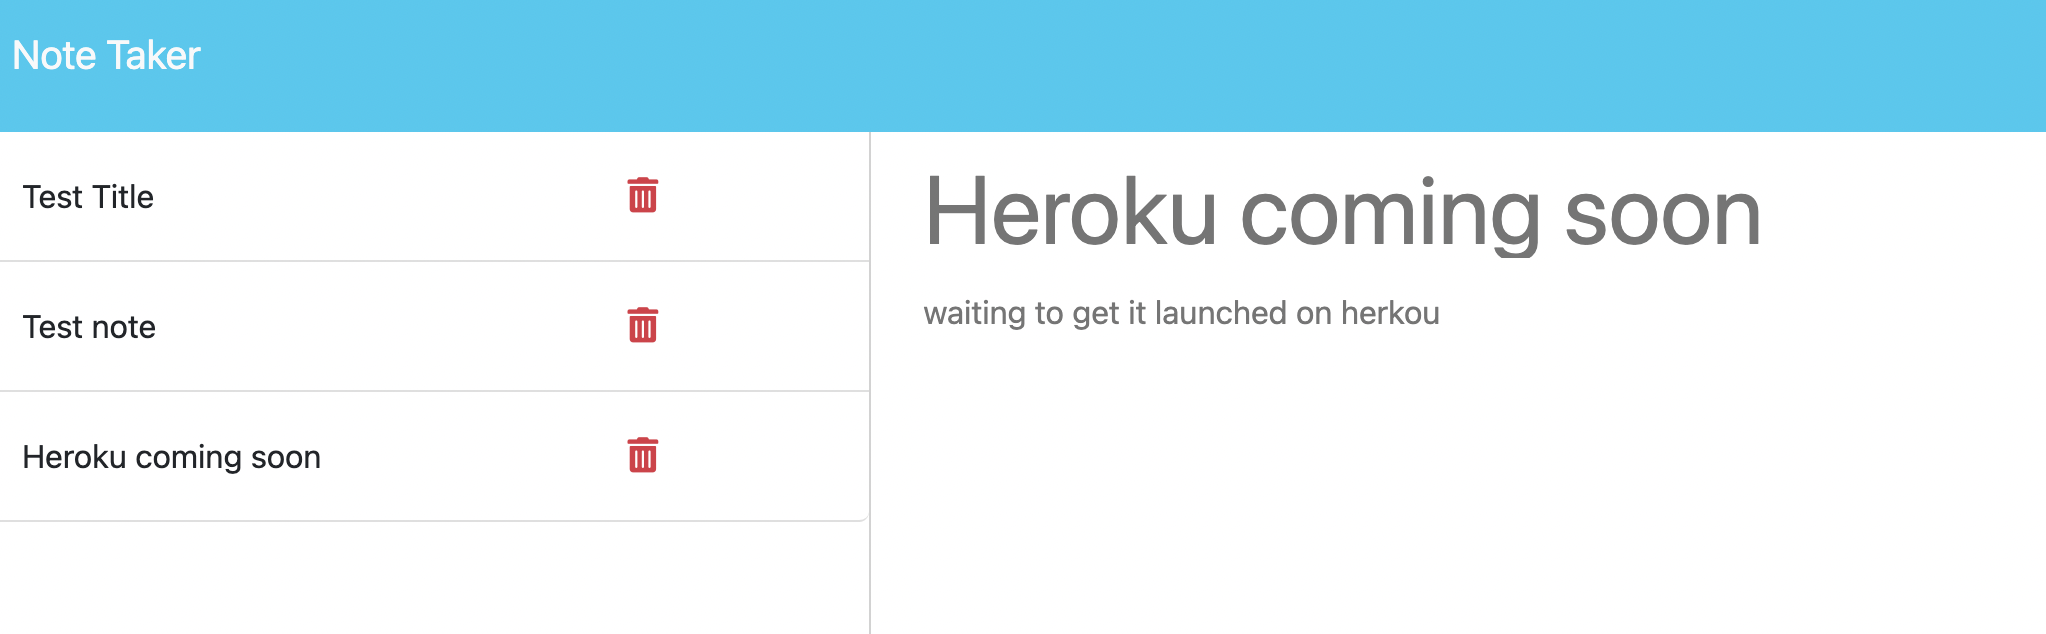 Note Taker
Test Title
Test note
Heroku coming soon
Heroku coming soon
waiting to get it launched on herkou